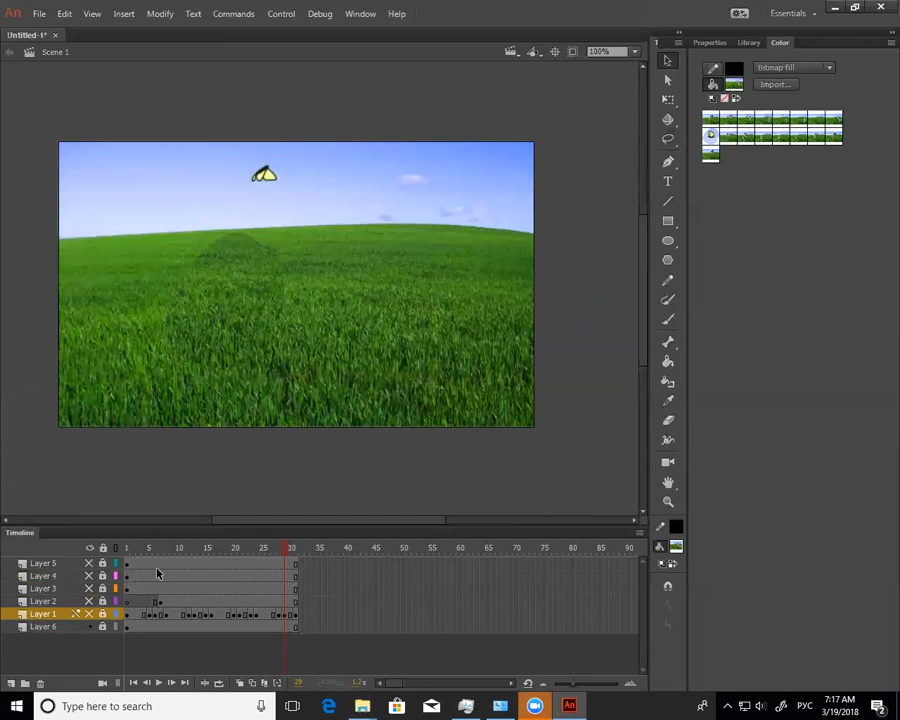 An File Edit View Insert Modify Text Commands Control Debug Window Help Essentials
Untitled-1* ×
Scene 1 100%
T Properties Library Color
Bitmap fill
Import...
T
Timeline
1 5 10 15 20 25 30 35 40 45 50 55 60 65 70 75 80 85 90
Layer 5
Layer 4
Layer 3
Layer 2
Layer 1
Layer 6
29
Type here to search
РУС
7:17 AM
3/19/2018
2